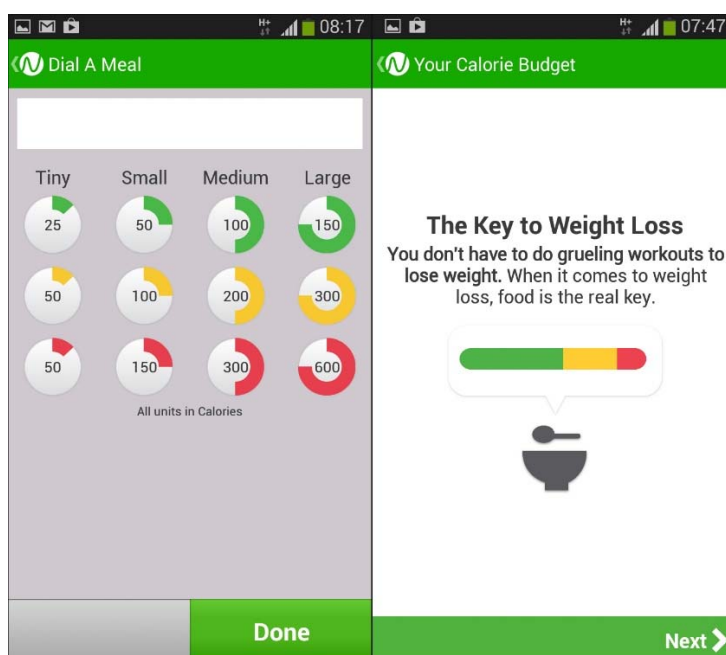 08:17
Dial A Meal
Tiny Small Medium Large
25 50 100 150
50 100 200 300
50 150 300 600
All units in Calories
Done
H+ 07:47
Your Calorie Budget
The Key to Weight Loss
You don't have to do grueling workouts to
lose weight. When it comes to weight
loss, food is the real key.
Next